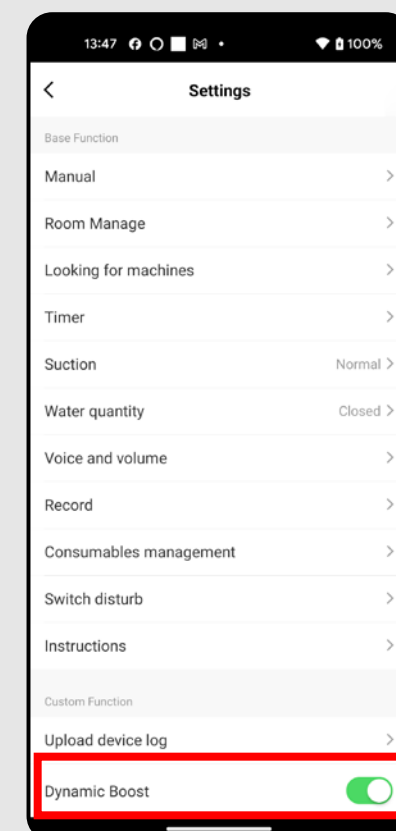 13:47 100%
Settings
Base Function
Manual
Room Manage
Looking for machines
Timer
Suction Normal
Water quantity Closed
Voice and volume
Record
Consumables management
Switch disturb
Instructions
Custom Function
Upload device log
Dynamic Boost